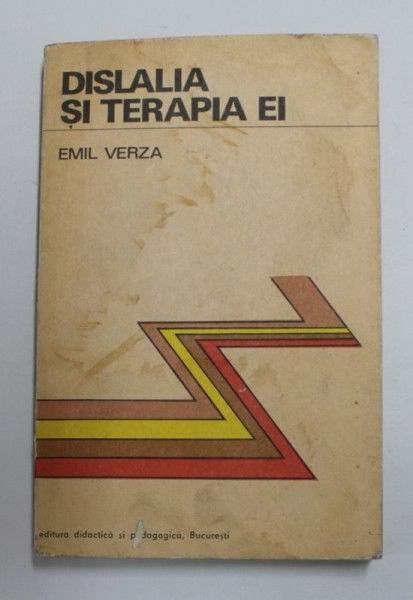 DISLALIA
ȘI TERAPIA EI
EMIL VERZA
editura didactică și pedagogică, București